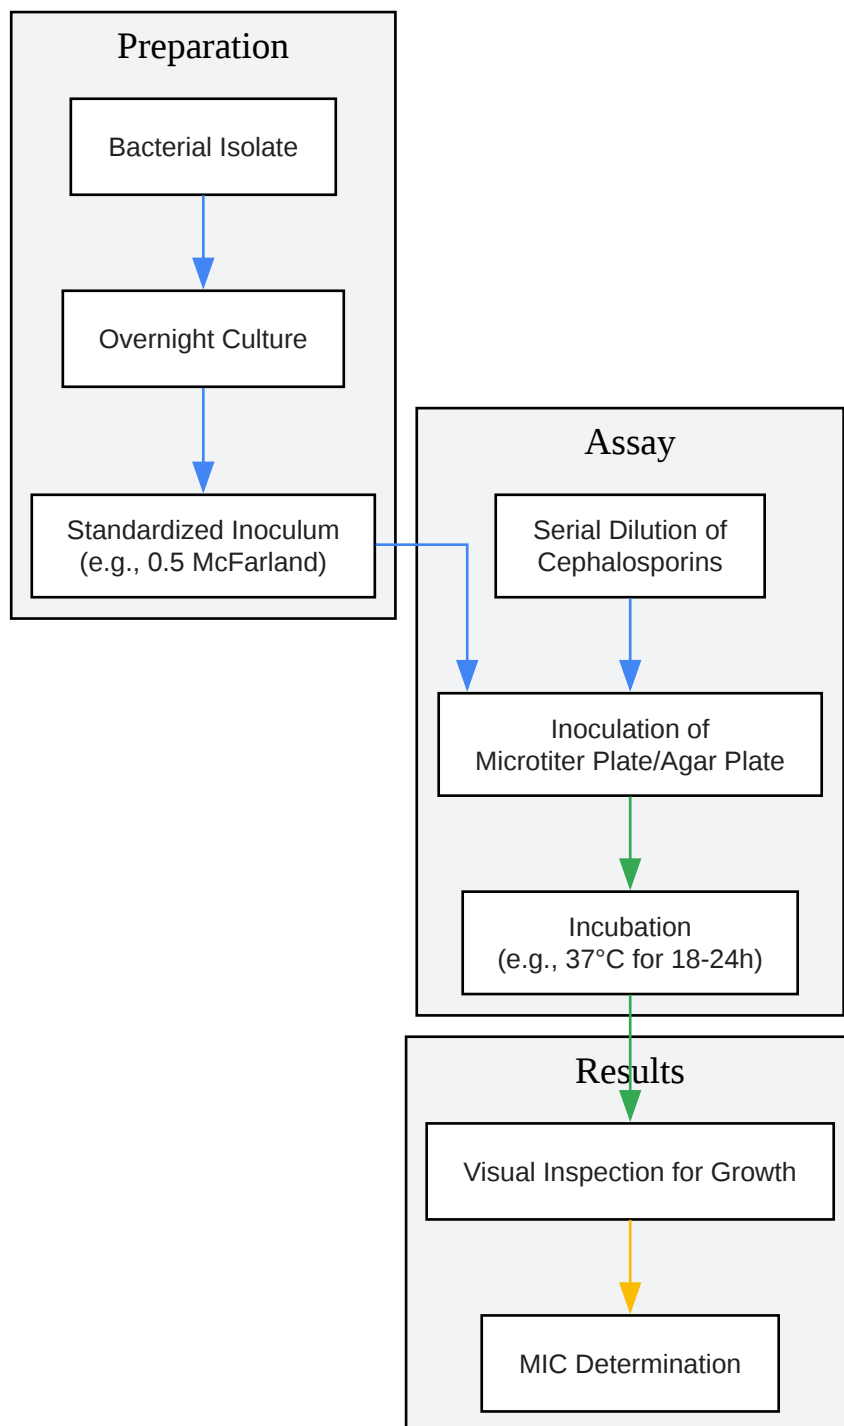 Preparation
Bacterial Isolate
Overnight Culture
Standardized Inoculum
(e.g., 0.5 McFarland)
Assay
Serial Dilution of
Cephalosporins
Inoculation of
Microtiter Plate/Agar Plate
Incubation
(e.g., 37°C for 18-24h)
Results
Visual Inspection for Growth
MIC Determination